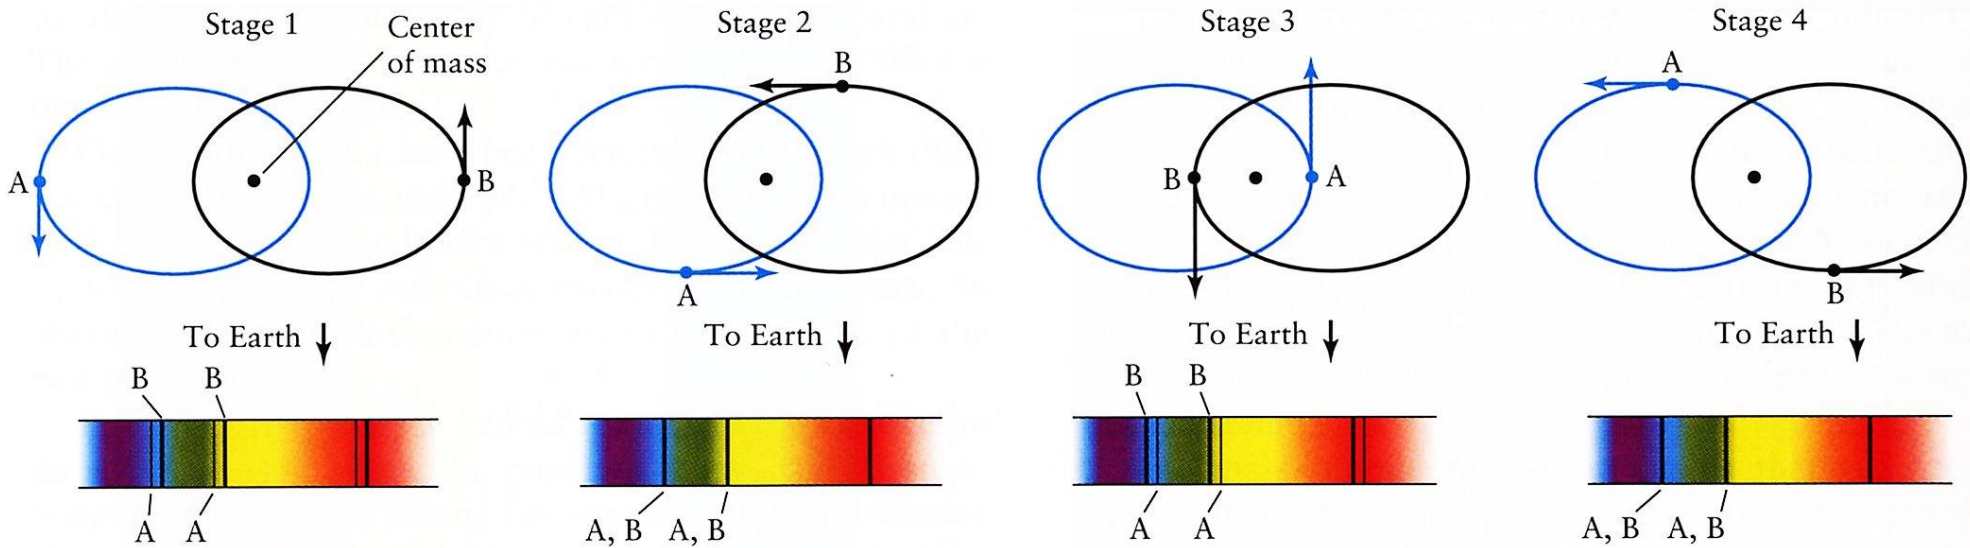 Stage 1
Center
of mass
A
B
To Earth
B
B
A
A
Stage 2
B
A
To Earth
A, B
A, B
Stage 3
B
A
To Earth
B
B
A
A
Stage 4
A
B
To Earth
A, B
A, B